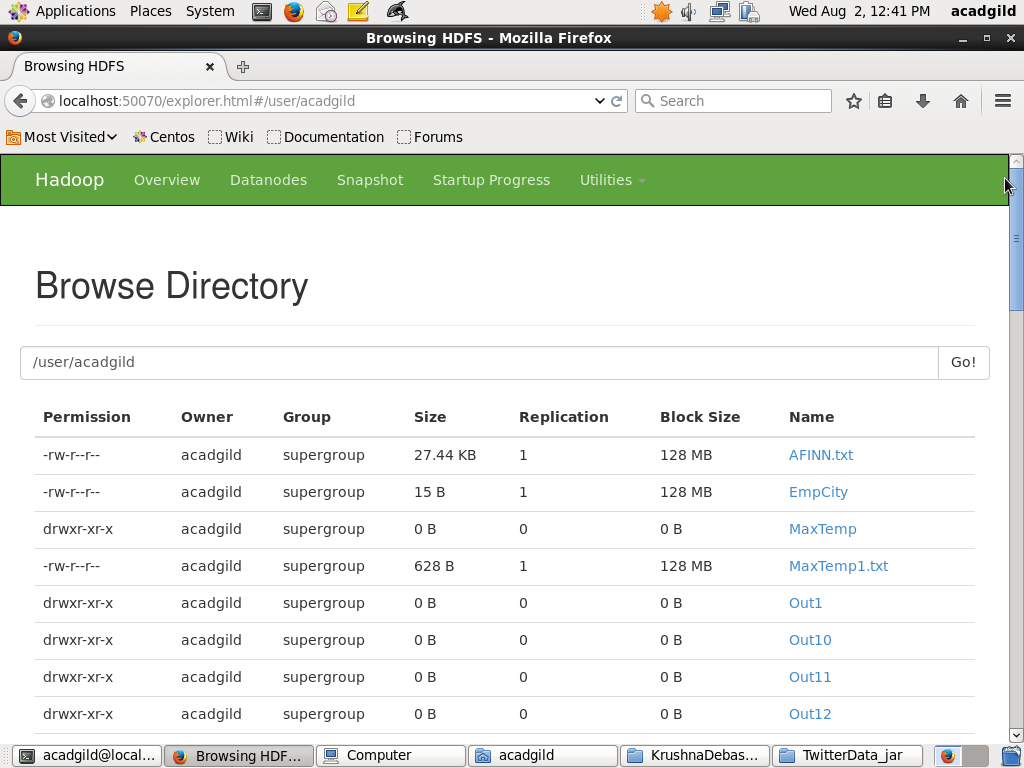 Applications Places System Wed Aug 2, 12:41 PM acadgild
Browsing HDFS - Mozilla Firefox
Browsing HDFS
localhost:50070/explorer.html#/user/acadgild Search
Most Visited Centos Wiki Documentation Forums
Hadoop Overview Datanodes Snapshot Startup Progress Utilities
Browse Directory
/user/acadgild Go!
Permission Owner Group Size Replication Block Size Name
-rw-r--r-- acadgild supergroup 27.44 KB 1 128 MB AFINN.txt
-rw-r--r-- acadgild supergroup 15 B 1 128 MB EmpCity
drwxr-xr-x acadgild supergroup 0 B 0 0 B MaxTemp
-rw-r--r-- acadgild supergroup 628 B 1 128 MB MaxTemp1.txt
drwxr-xr-x acadgild supergroup 0 B 0 0 B Out1
drwxr-xr-x acadgild supergroup 0 B 0 0 B Out10
drwxr-xr-x acadgild supergroup 0 B 0 0 B Out11
drwxr-xr-x acadgild supergroup 0 B 0 0 B Out12
acadgild@local... Browsing HDF... Computer acadgild KrushnaDebas... TwitterData_jar